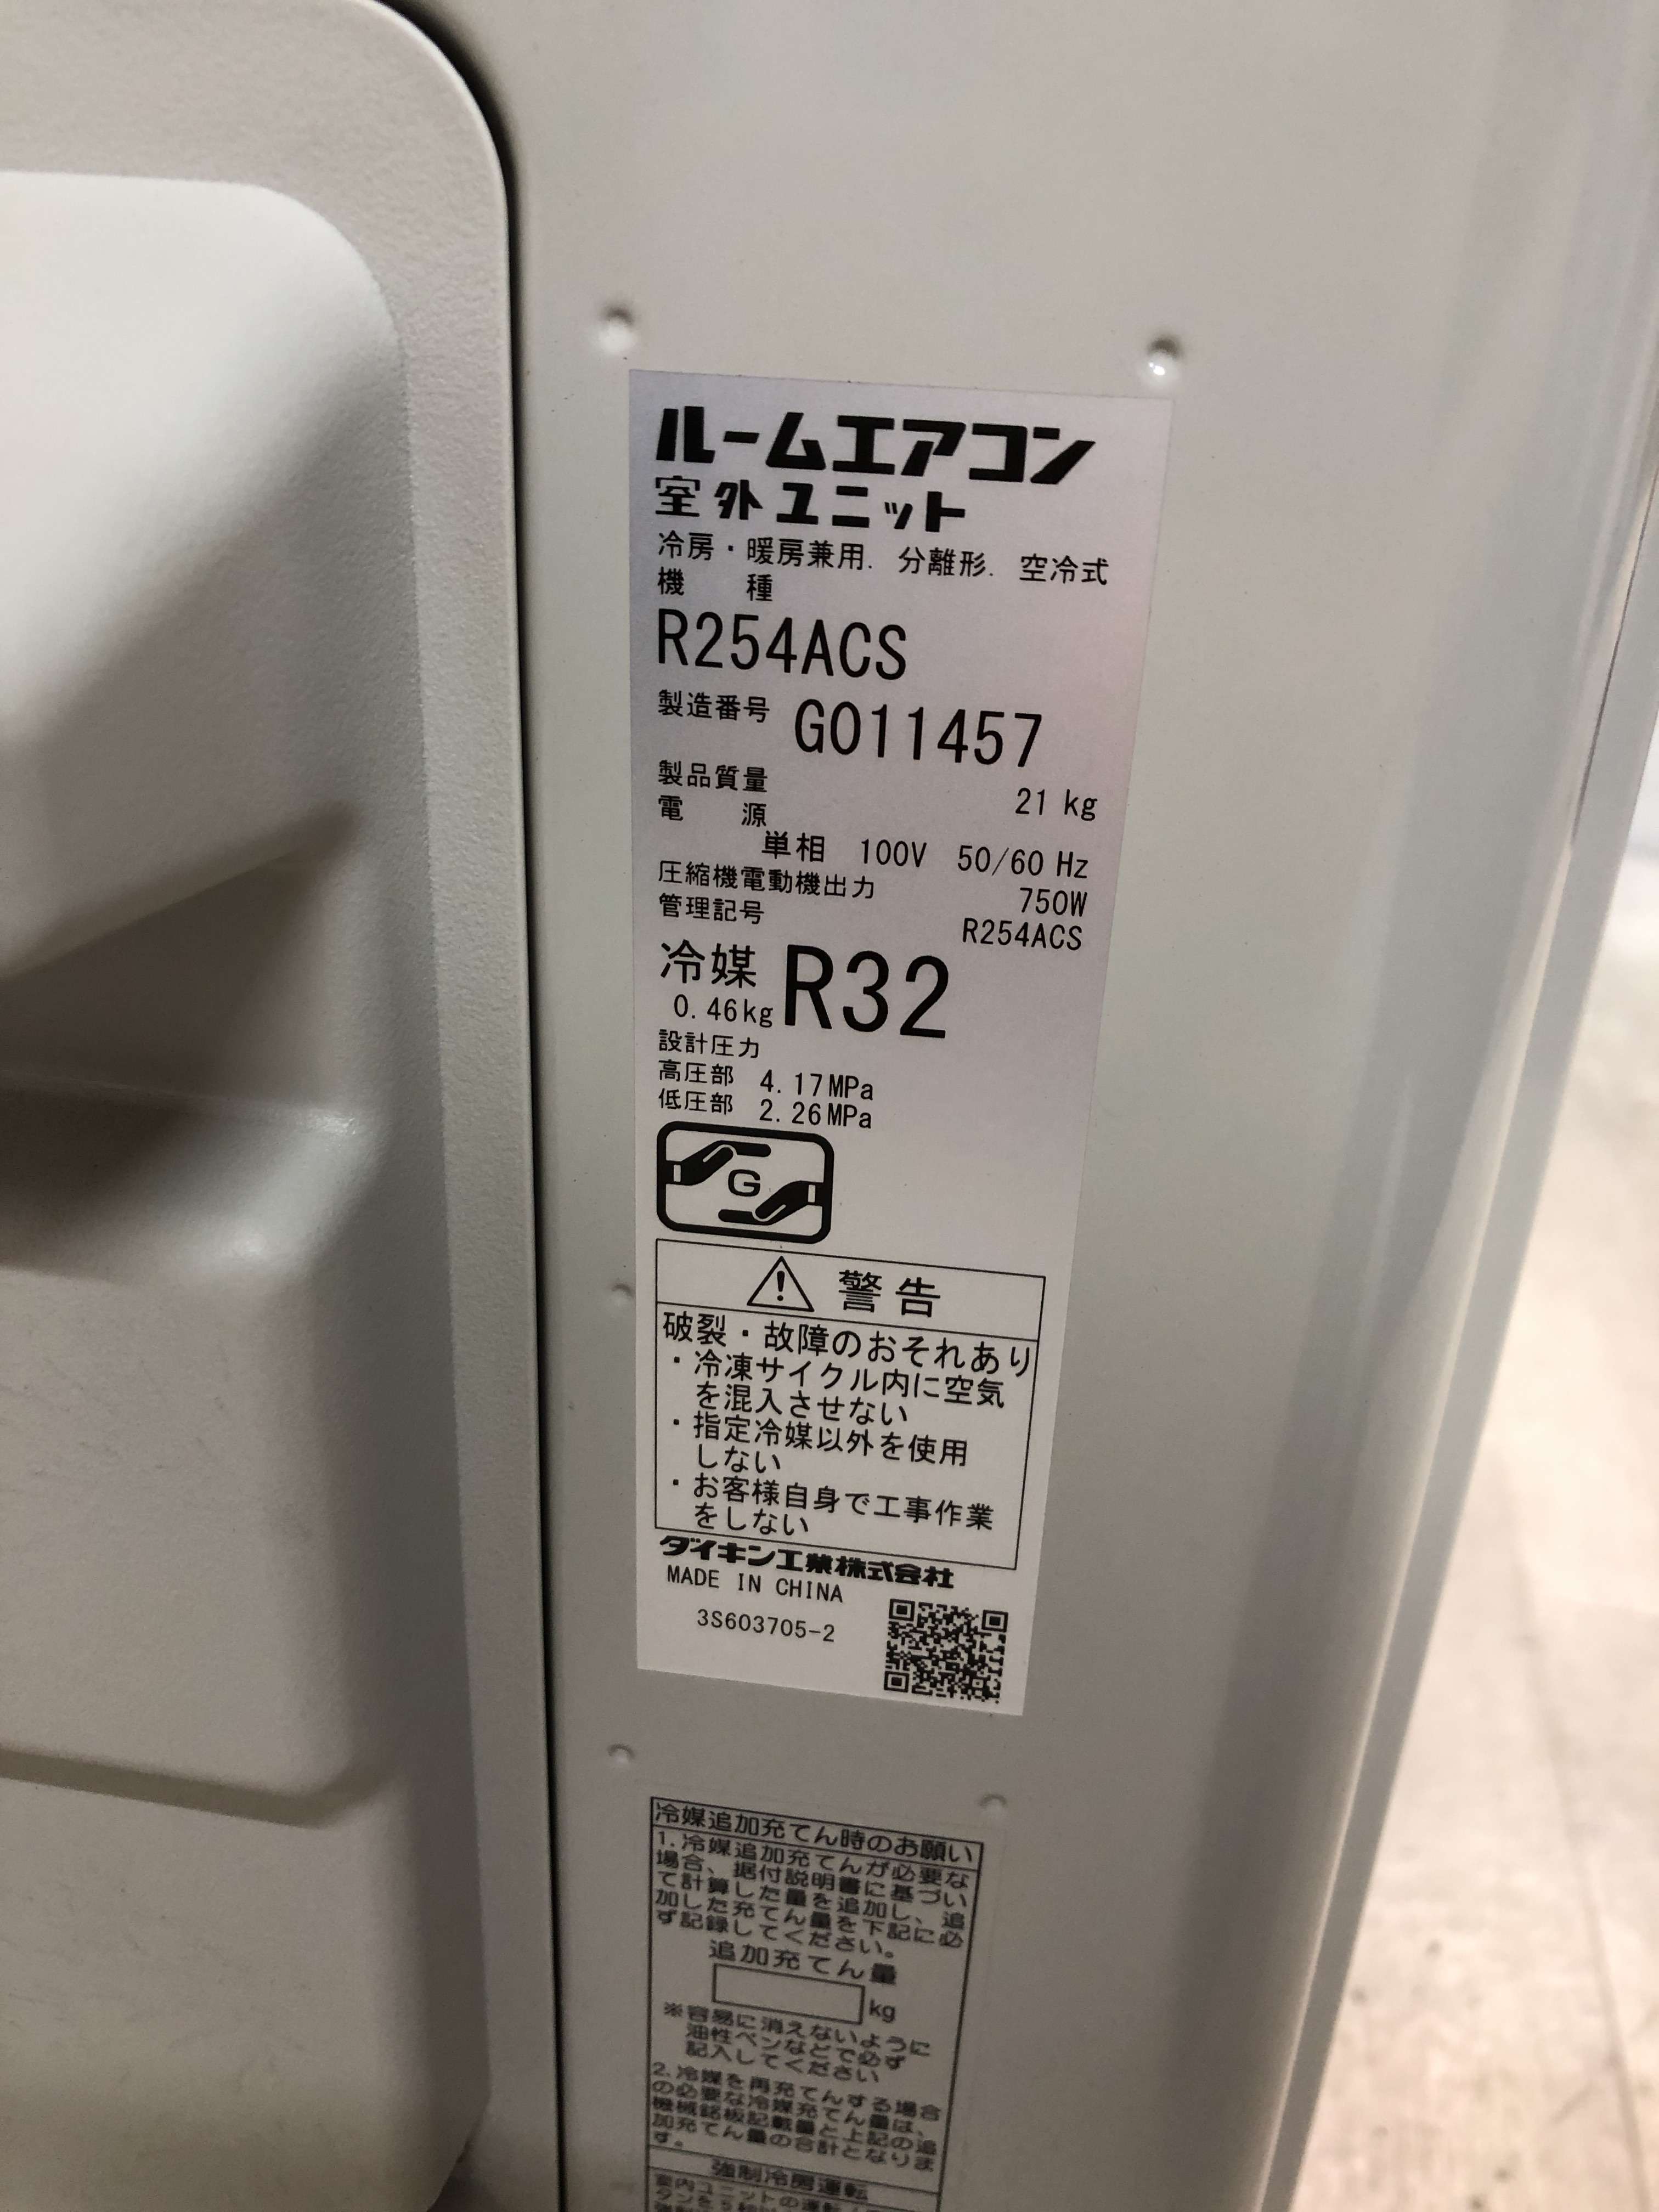 ルームエアコン
室外ユニット
冷房・暖房兼用. 分離形. 空冷式
機 種
R254ACS
製造番号 G011457
製品質量 21 kg
電 源
単相 100V 50/60 Hz
圧縮機電動機出力 750W
管理記号 R254ACS
冷媒 R32
0.46kg
設計圧力
高圧部 4.17MPa
低圧部 2.26MPa
G
警告
破裂・故障のおそれあり
・冷凍サイクル内に空気
を混入させない
・指定冷媒以外を使用
しない
・お客様自身で工事作業
をしない
ダイキン工業株式会社
MADE IN CHINA
3S603705-2
冷媒追加充てん時のお願い
1.冷媒追加充てんが必要な
場合、据付説明書に基づい
て計算した量を追加し、追
加した充てん量を下記に必
ず記録してください。
追加充てん量
kg
※容易に消えないように
油性ペンなどで必ず
記入してください
2.冷媒を再充てんする場合
の必要な冷媒充てん量は、
機械銘板記載量と上記の追
加充てん量の合計となりま
す。
強制冷房運転
室内ユニットの運転